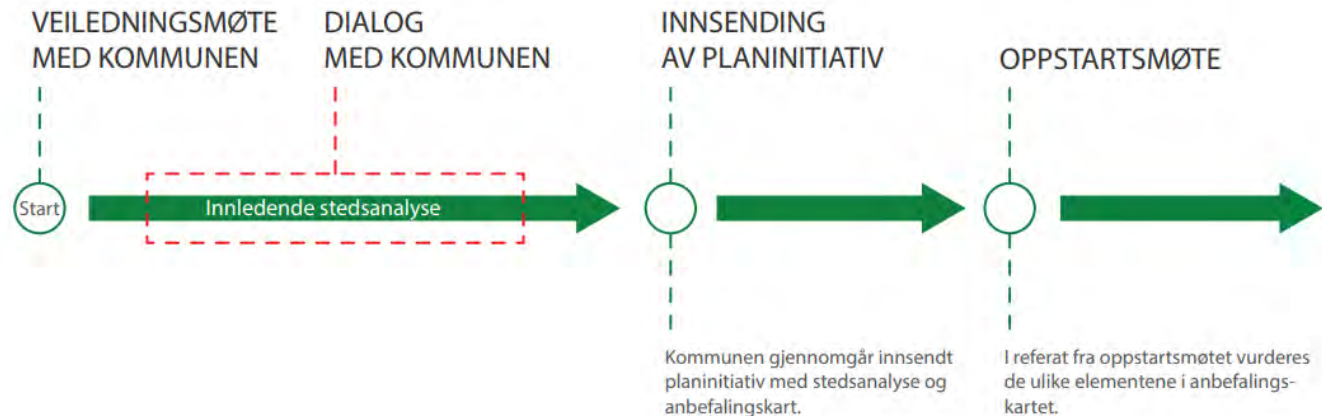 VEILEDNINGSMØTE
MED KOMMUNEN
DIALOG
MED KOMMUNEN
INNSENDING
AV PLANINITIATIV
OPPSTARTSMØTE
Start
Innledende stedsanalyse
Kommunen gjennomgår innsendt
planinitiativ med stedsanalyse og
anbefalingskart.
I referat fra oppstartsmøtet vurderes
de ulike elementene i anbefalings-
kartet.